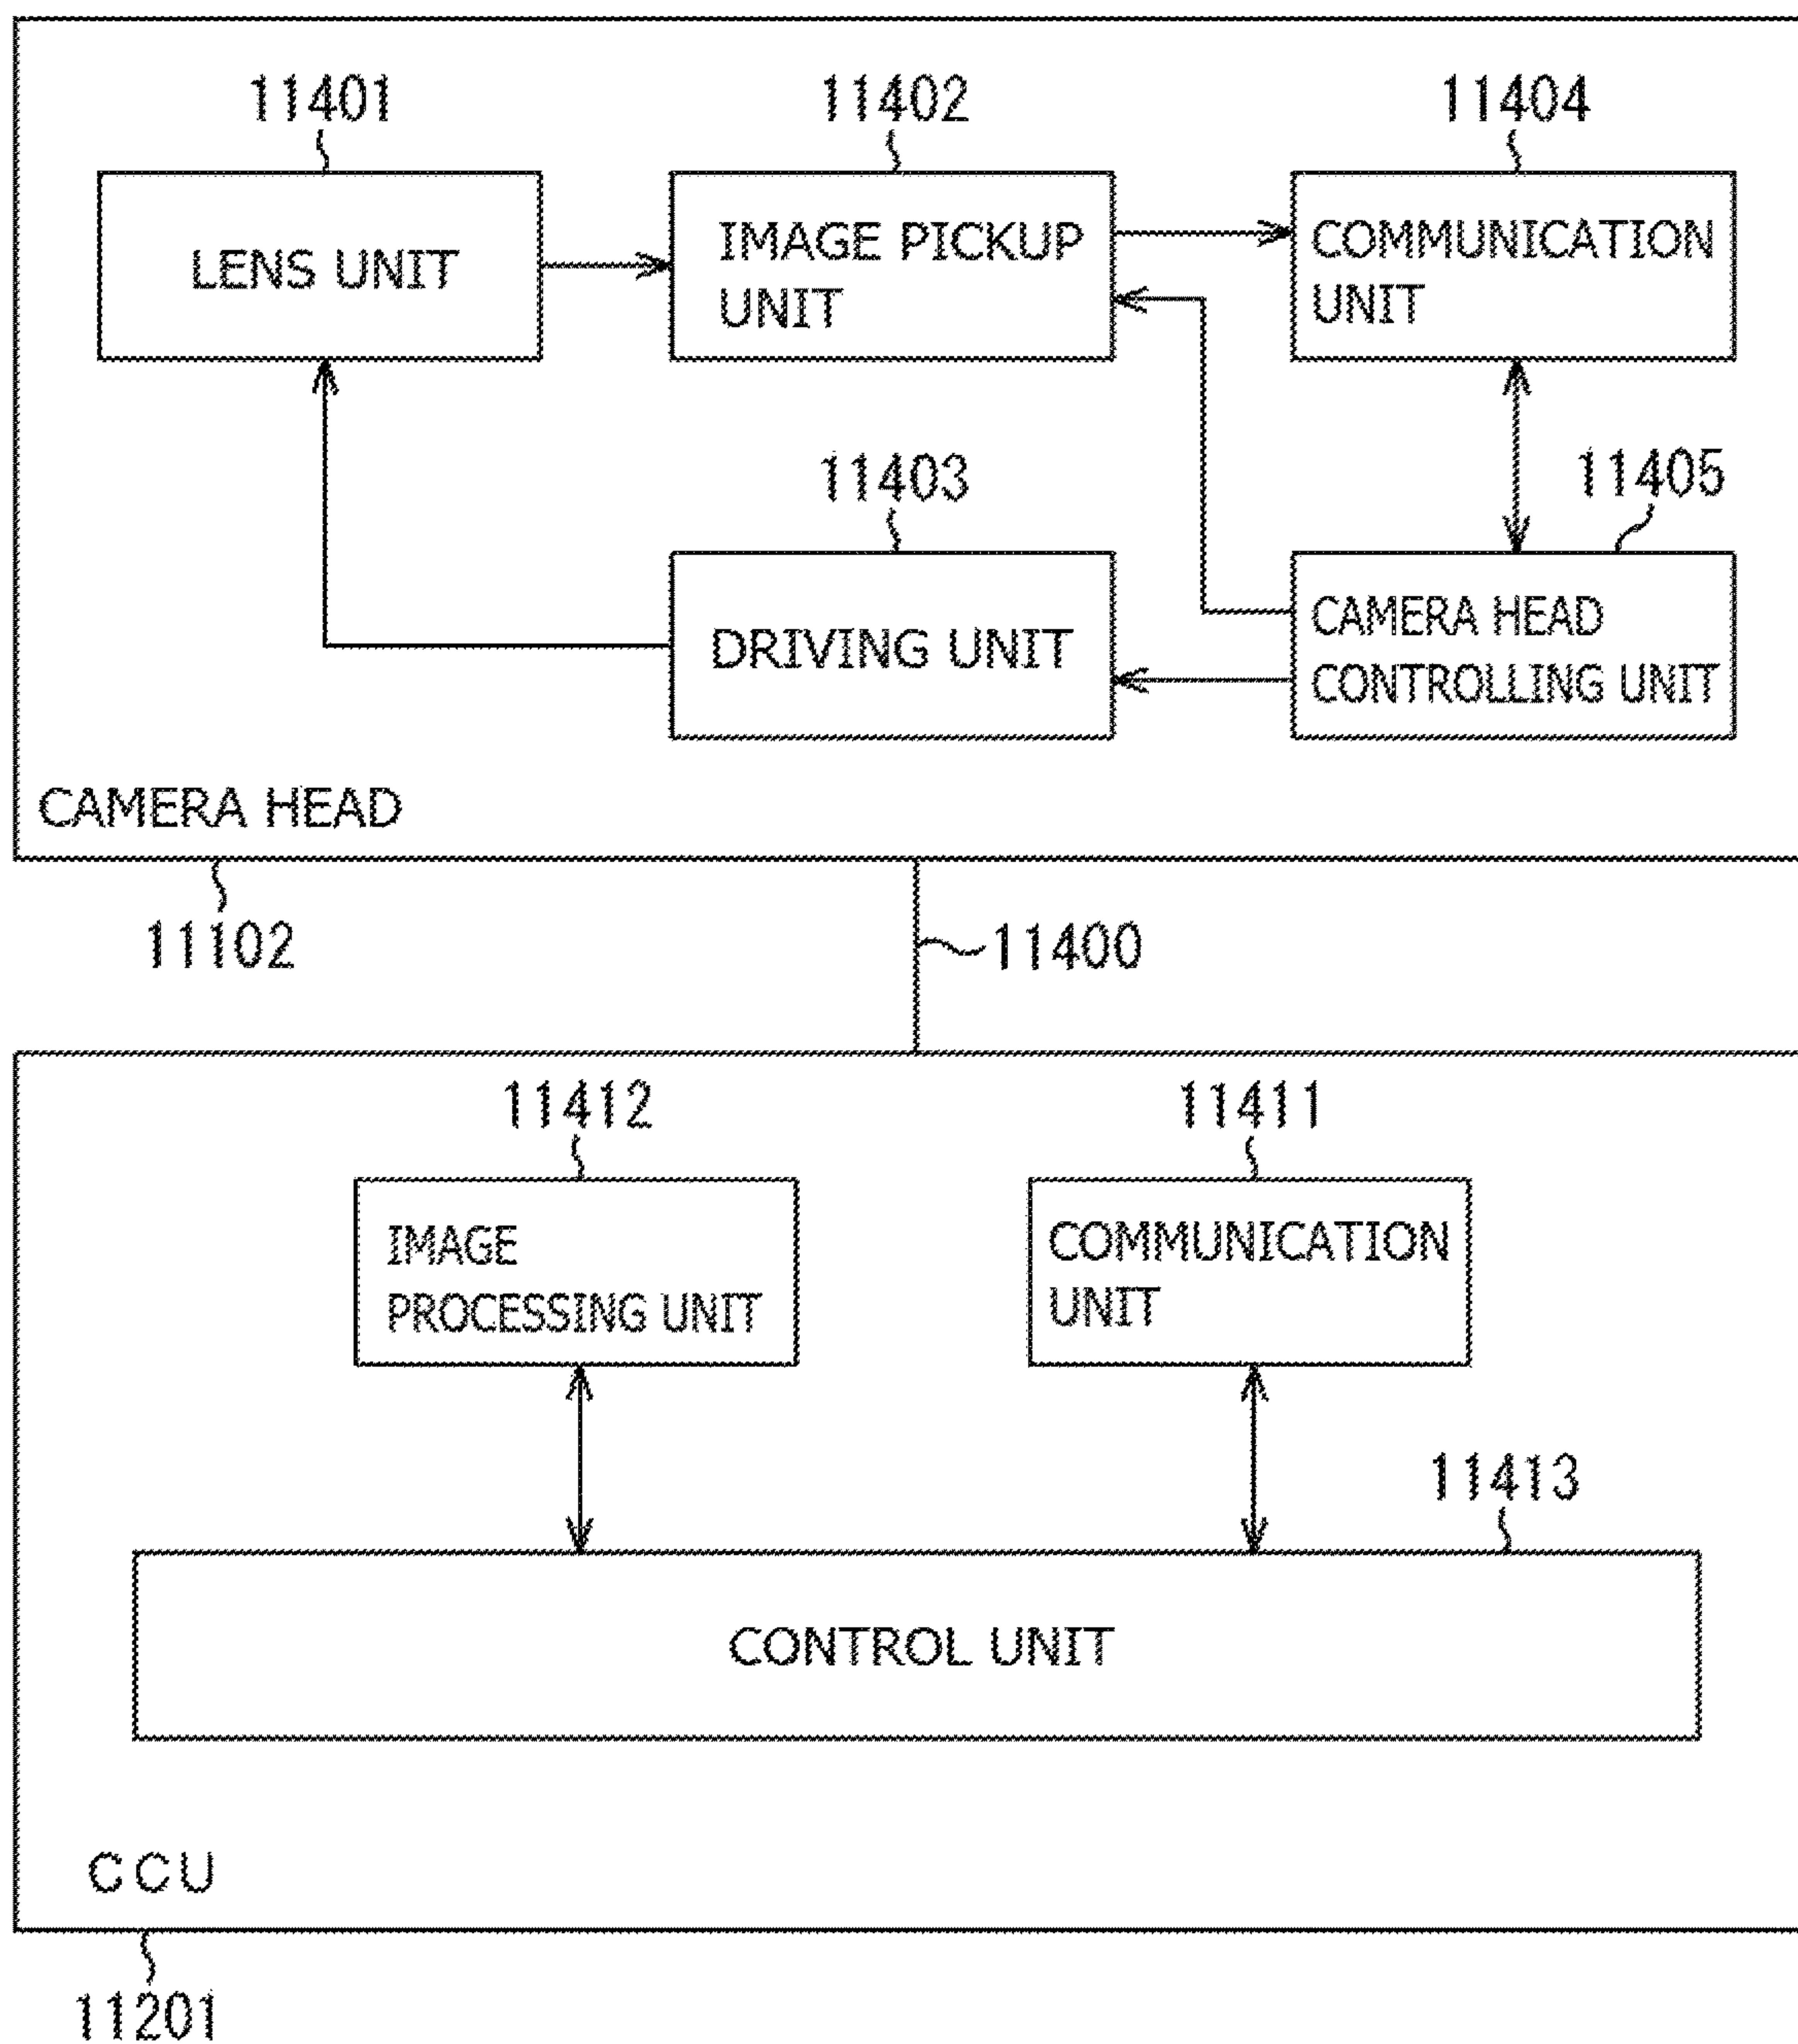 11401
11402
11404
LENS UNIT
IMAGE PICKUP
UNIT
COMMUNICATION
UNIT
11403
11405
DRIVING UNIT
CAMERA HEAD
CONTROLLING UNIT
CAMERA HEAD
11102
11400
11412
11411
IMAGE
PROCESSING UNIT
COMMUNICATION
UNIT
11413
CONTROL UNIT
CCU
11201